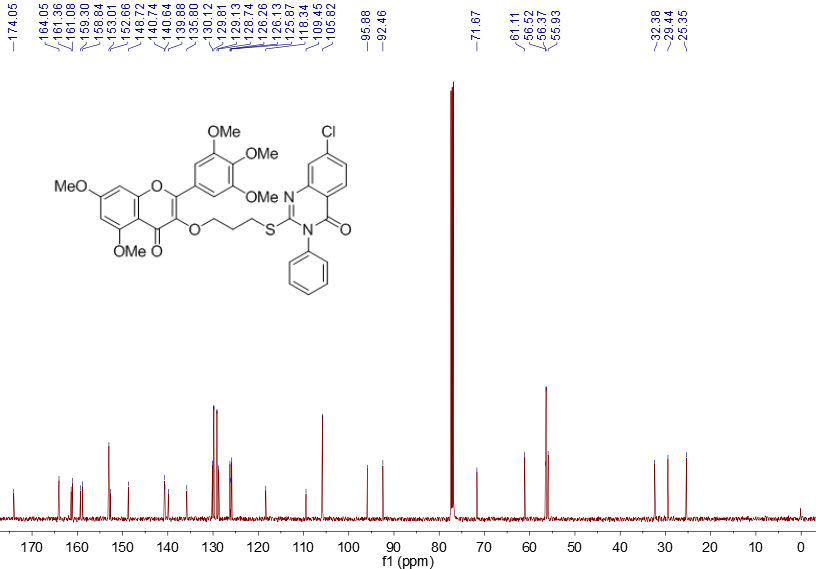 174.05
164.05
161.36
161.08
159.30
158.84
153.01
152.66
148.72
140.74
140.64
139.88
135.80
130.12
129.81
129.13
128.74
126.26
126.13
125.87
118.34
109.45
105.82
95.88
92.46
71.67
61.11
56.52
56.37
55.93
32.38
29.44
25.35
OMe
Cl
OMe
MeO
O
OMe
N
OMe
O
O
S
N
O
170 160 150 140 130 120 110 100 90 80 70 60 50 40 30 20 10 0
f1 (ppm)